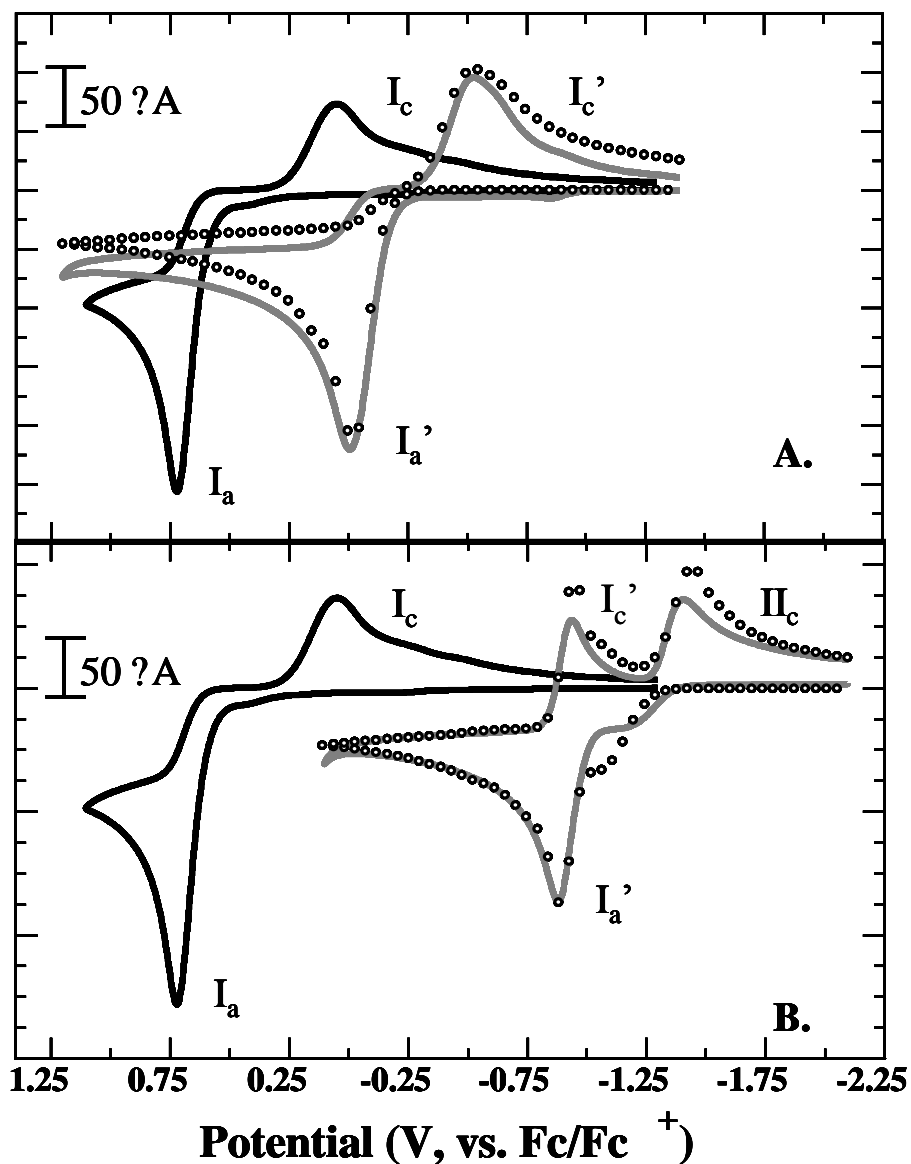 I_c I_c’
50 ?A
I_a’
A.
I_a
I_c I_c’ II_c
50 ?A
I_a’
I_a
B.
1.25 0.75 0.25 -0.25 -0.75 -1.25 -1.75 -2.25
Potential (V, vs. Fc/Fc +)